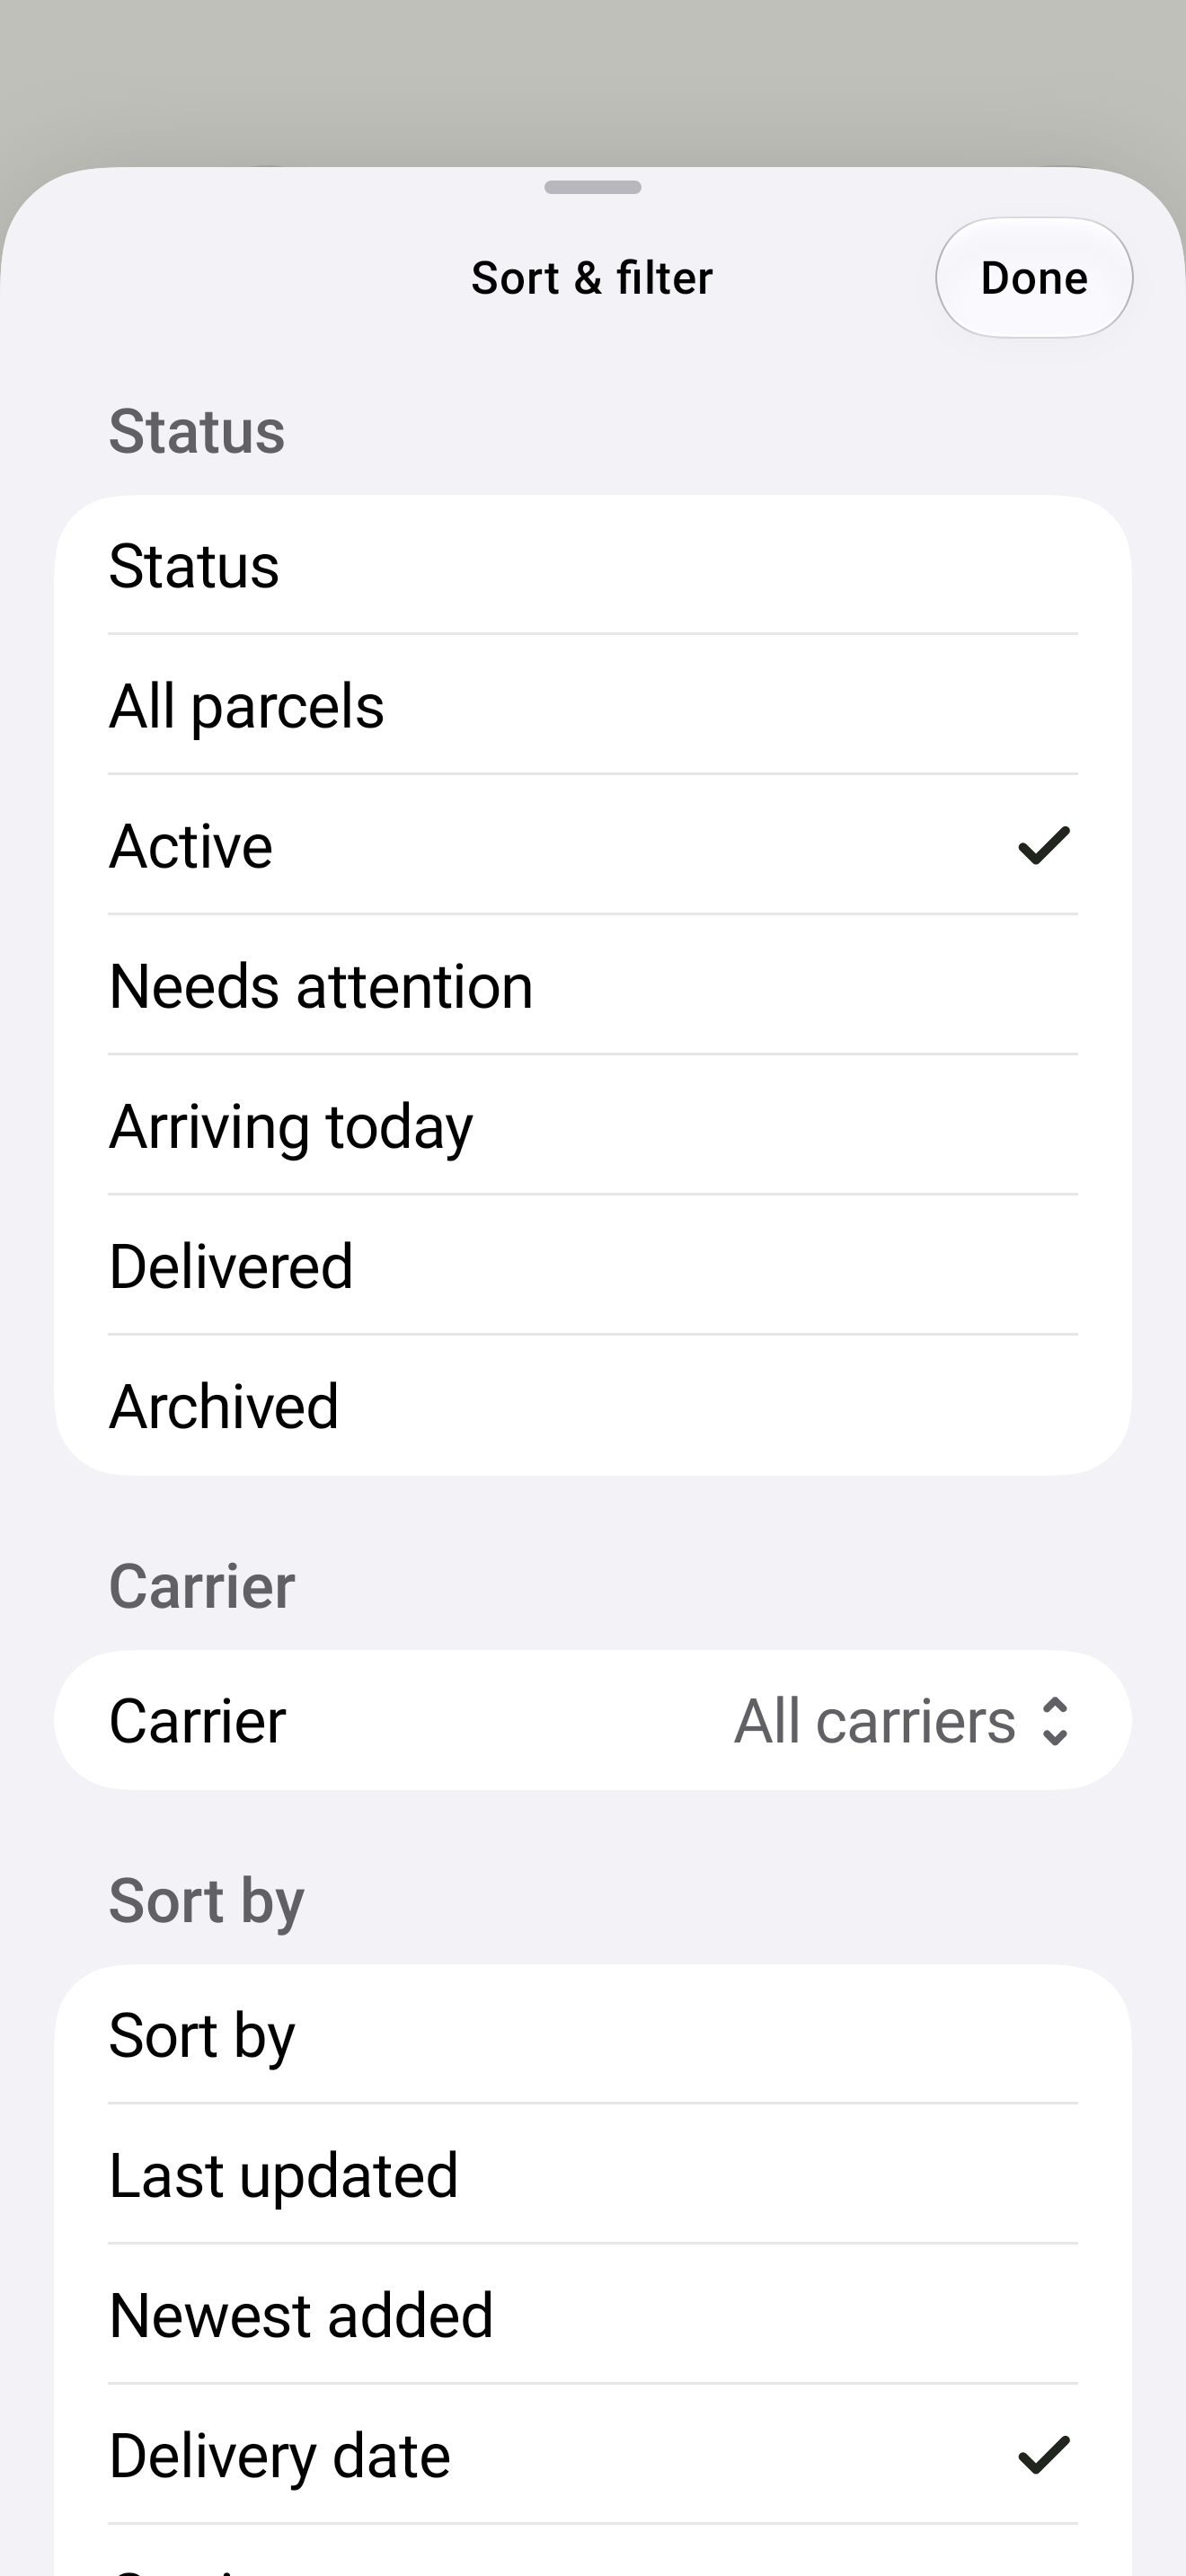 Sort & filter
Done
Status
Status
All parcels
Active
Needs attention
Arriving today
Delivered
Archived
Carrier
Carrier All carriers
Sort by
Sort by
Last updated
Newest added
Delivery date